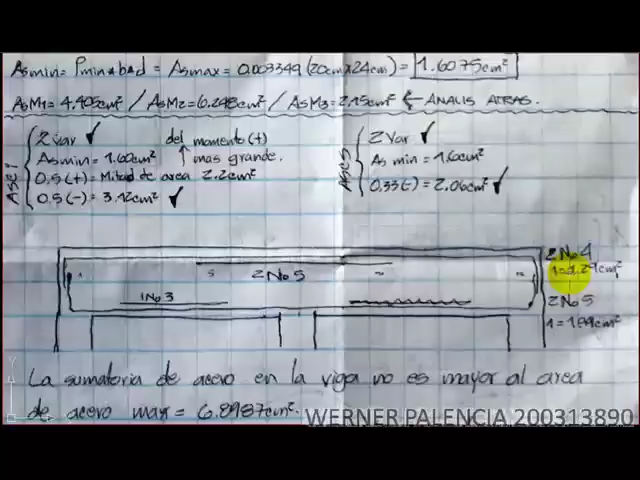 Asmin = Pmin*b*d = Asmax = 0.003349 (20cm x 24cm) = 1.6075cm²
AsM1 = 4.405cm² / AsM2 = 6.248cm² / AsM3 = 2.15cm² ANALIS ATRAS.
2 var ✓ del momento (+)
Asmin = 1.60cm² mas grande.
0.5 (+) = Mitad de area 2.2cm²
0.5 (-) = 3.12cm² ✓
2 Var ✓
As min = 1.60cm²
0.33 (-) = 2.06cm² ✓
2 No 4
2 No 5
1No 3
2 No 5
1 = 1.99cm²
La sumatoria de acero en la viga no es mayor al area
de acero max = 6.8987cm².
WERNER PALENCIA 200313890